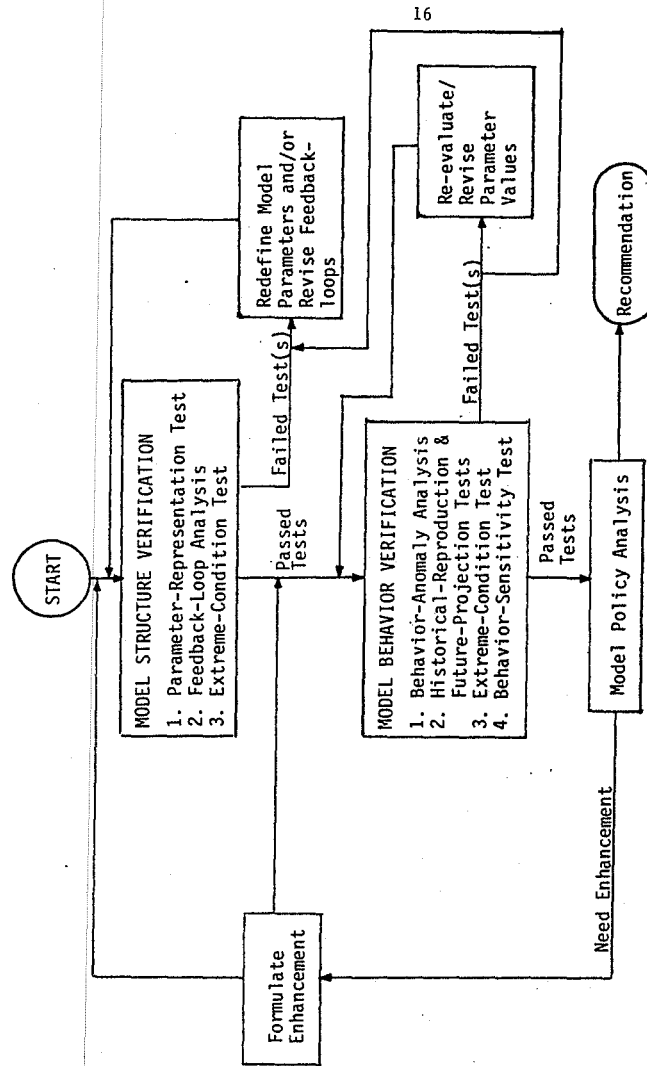 16
START
MODEL STRUCTURE VERIFICATION
1. Parameter-Representation Test
2. Feedback-Loop Analysis
3. Extreme-Condition Test
Failed Test(s)
Redefine Model
Parameters and/or
Revise Feedback-
loops
Passed
Tests
Formulate
Enhancement
MODEL BEHAVIOR VERIFICATION
1. Behavior-Anomaly Analysis
2. Historical-Reproduction &
Future-Projection Tests
3. Extreme-Condition Test
4. Behavior-Sensitivity Test
Failed Test(s)
Re-evaluate/
Revise
Parameter
Values
Passed
Tests
Need Enhancement
Model Policy Analysis
Recommendation